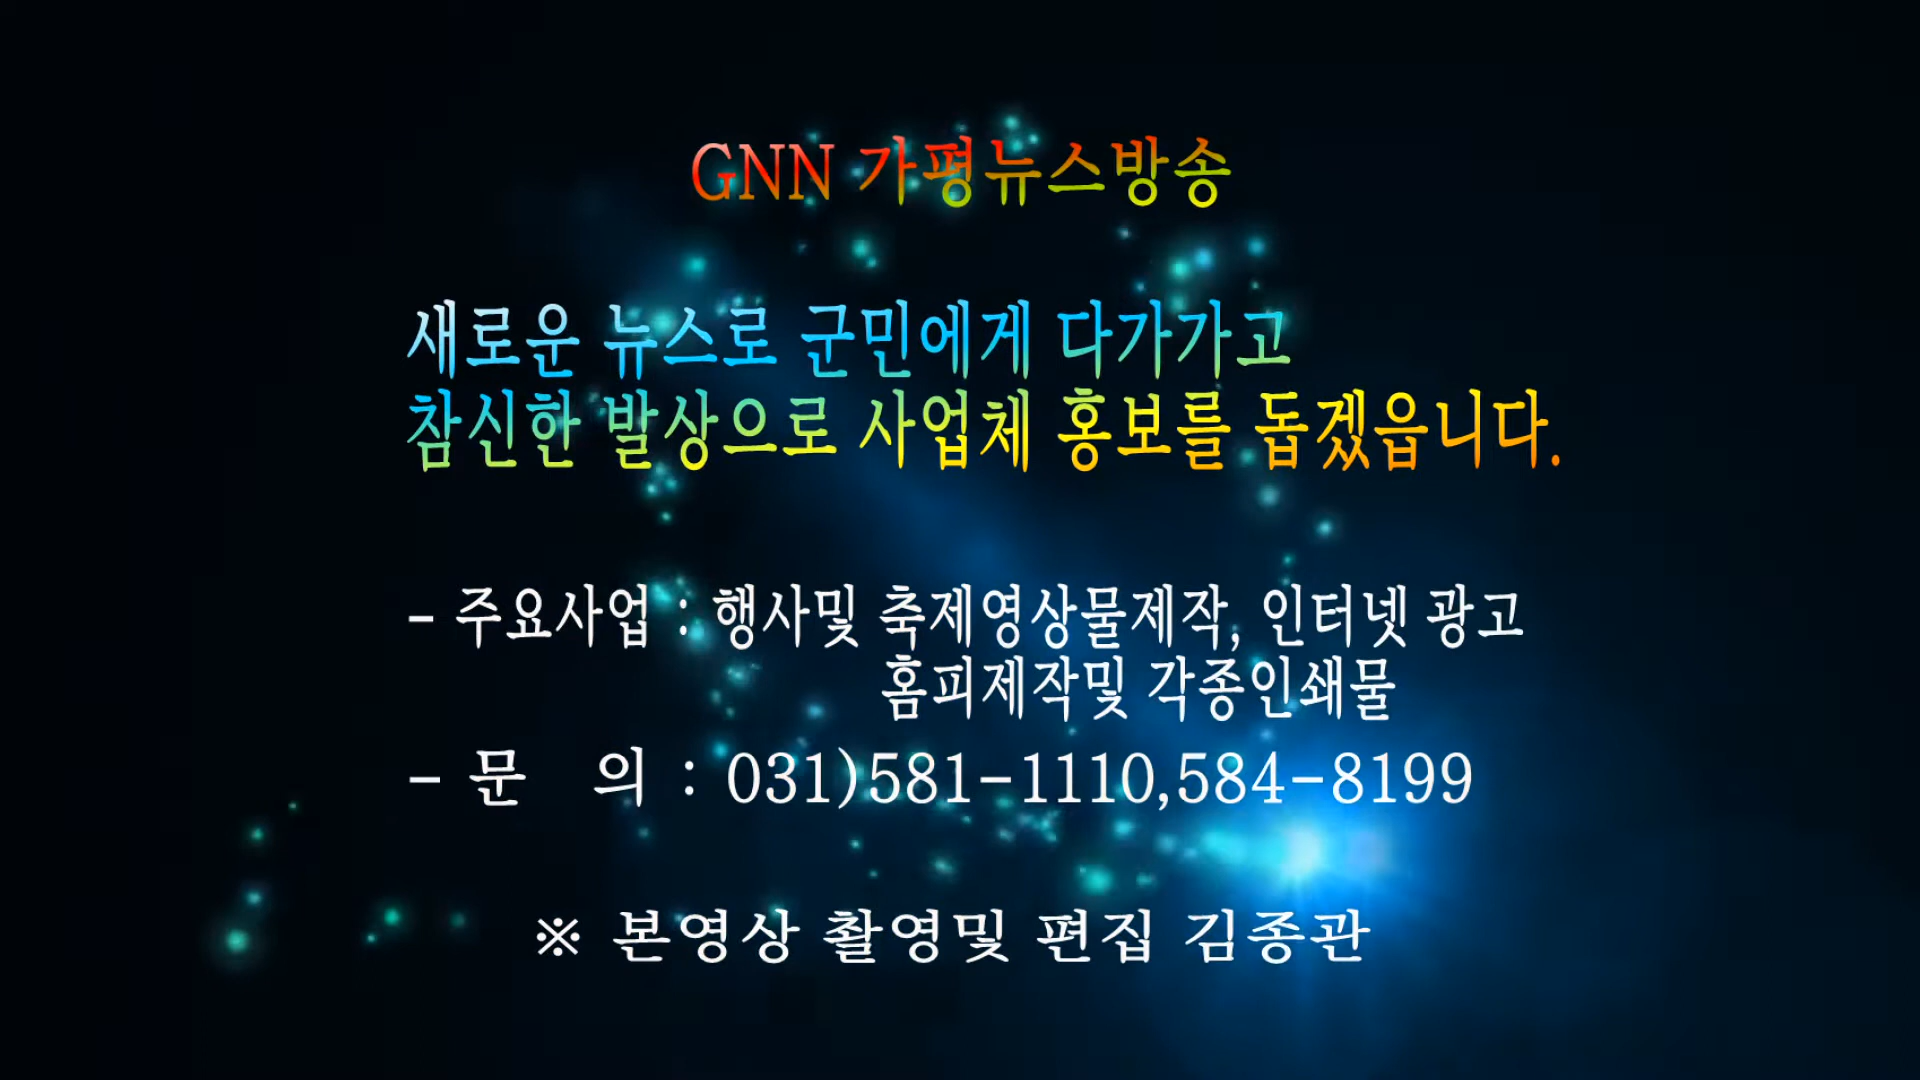 GNN 가평뉴스방송
새로운 뉴스로 군민에게 다가가고
참신한 발상으로 사업체 홍보를 돕겠읍니다.
- 주요사업 : 행사및 축제영상물제작, 인터넷 광고
홈피제작및 각종인쇄물
- 문 의 : 031)581-1110,584-8199
※ 본영상 촬영및 편집 김종관